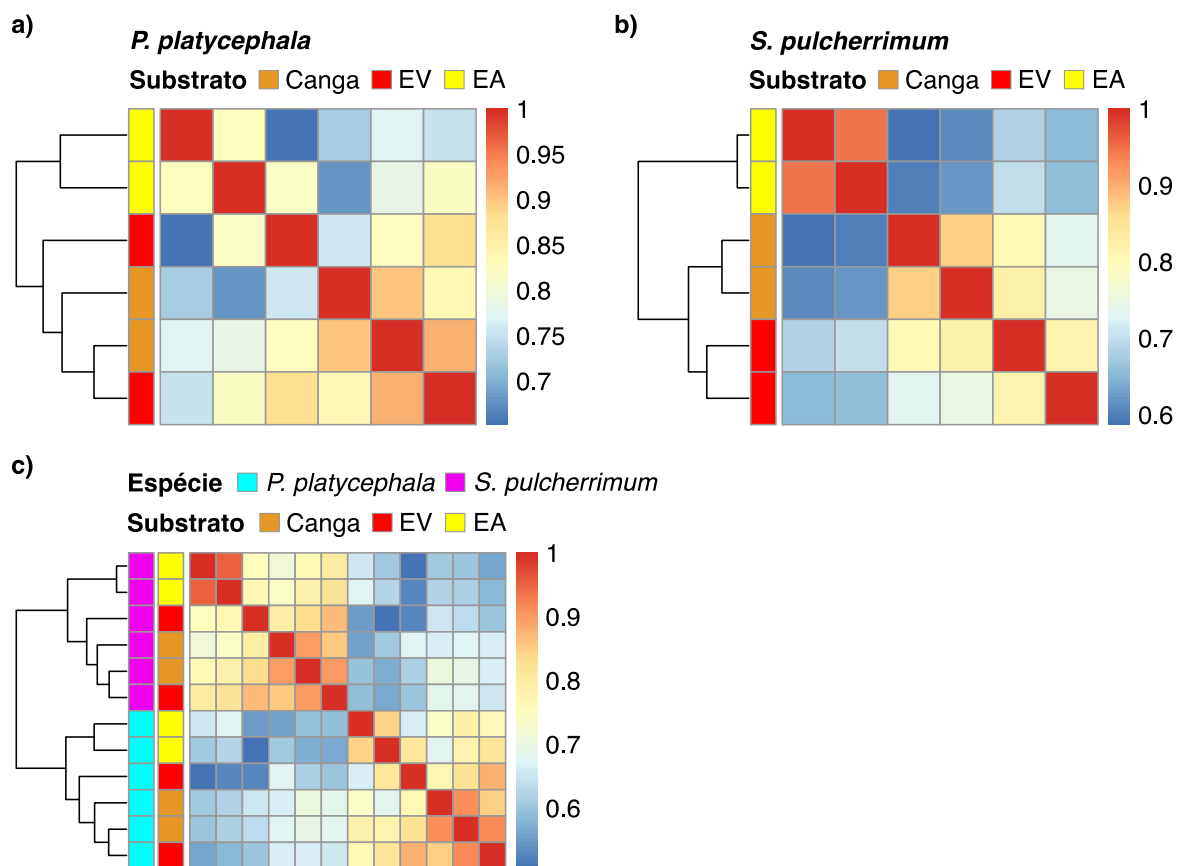 a)
P. platycephala
Substrato Canga EV EA
1
0.95
0.9
0.85
0.8
0.75
0.7
b)
S. pulcherrimum
Substrato Canga EV EA
1
0.9
0.8
0.7
0.6
c)
Espécie P. platycephala S. pulcherrimum
Substrato Canga EV EA
1
0.9
0.8
0.7
0.6